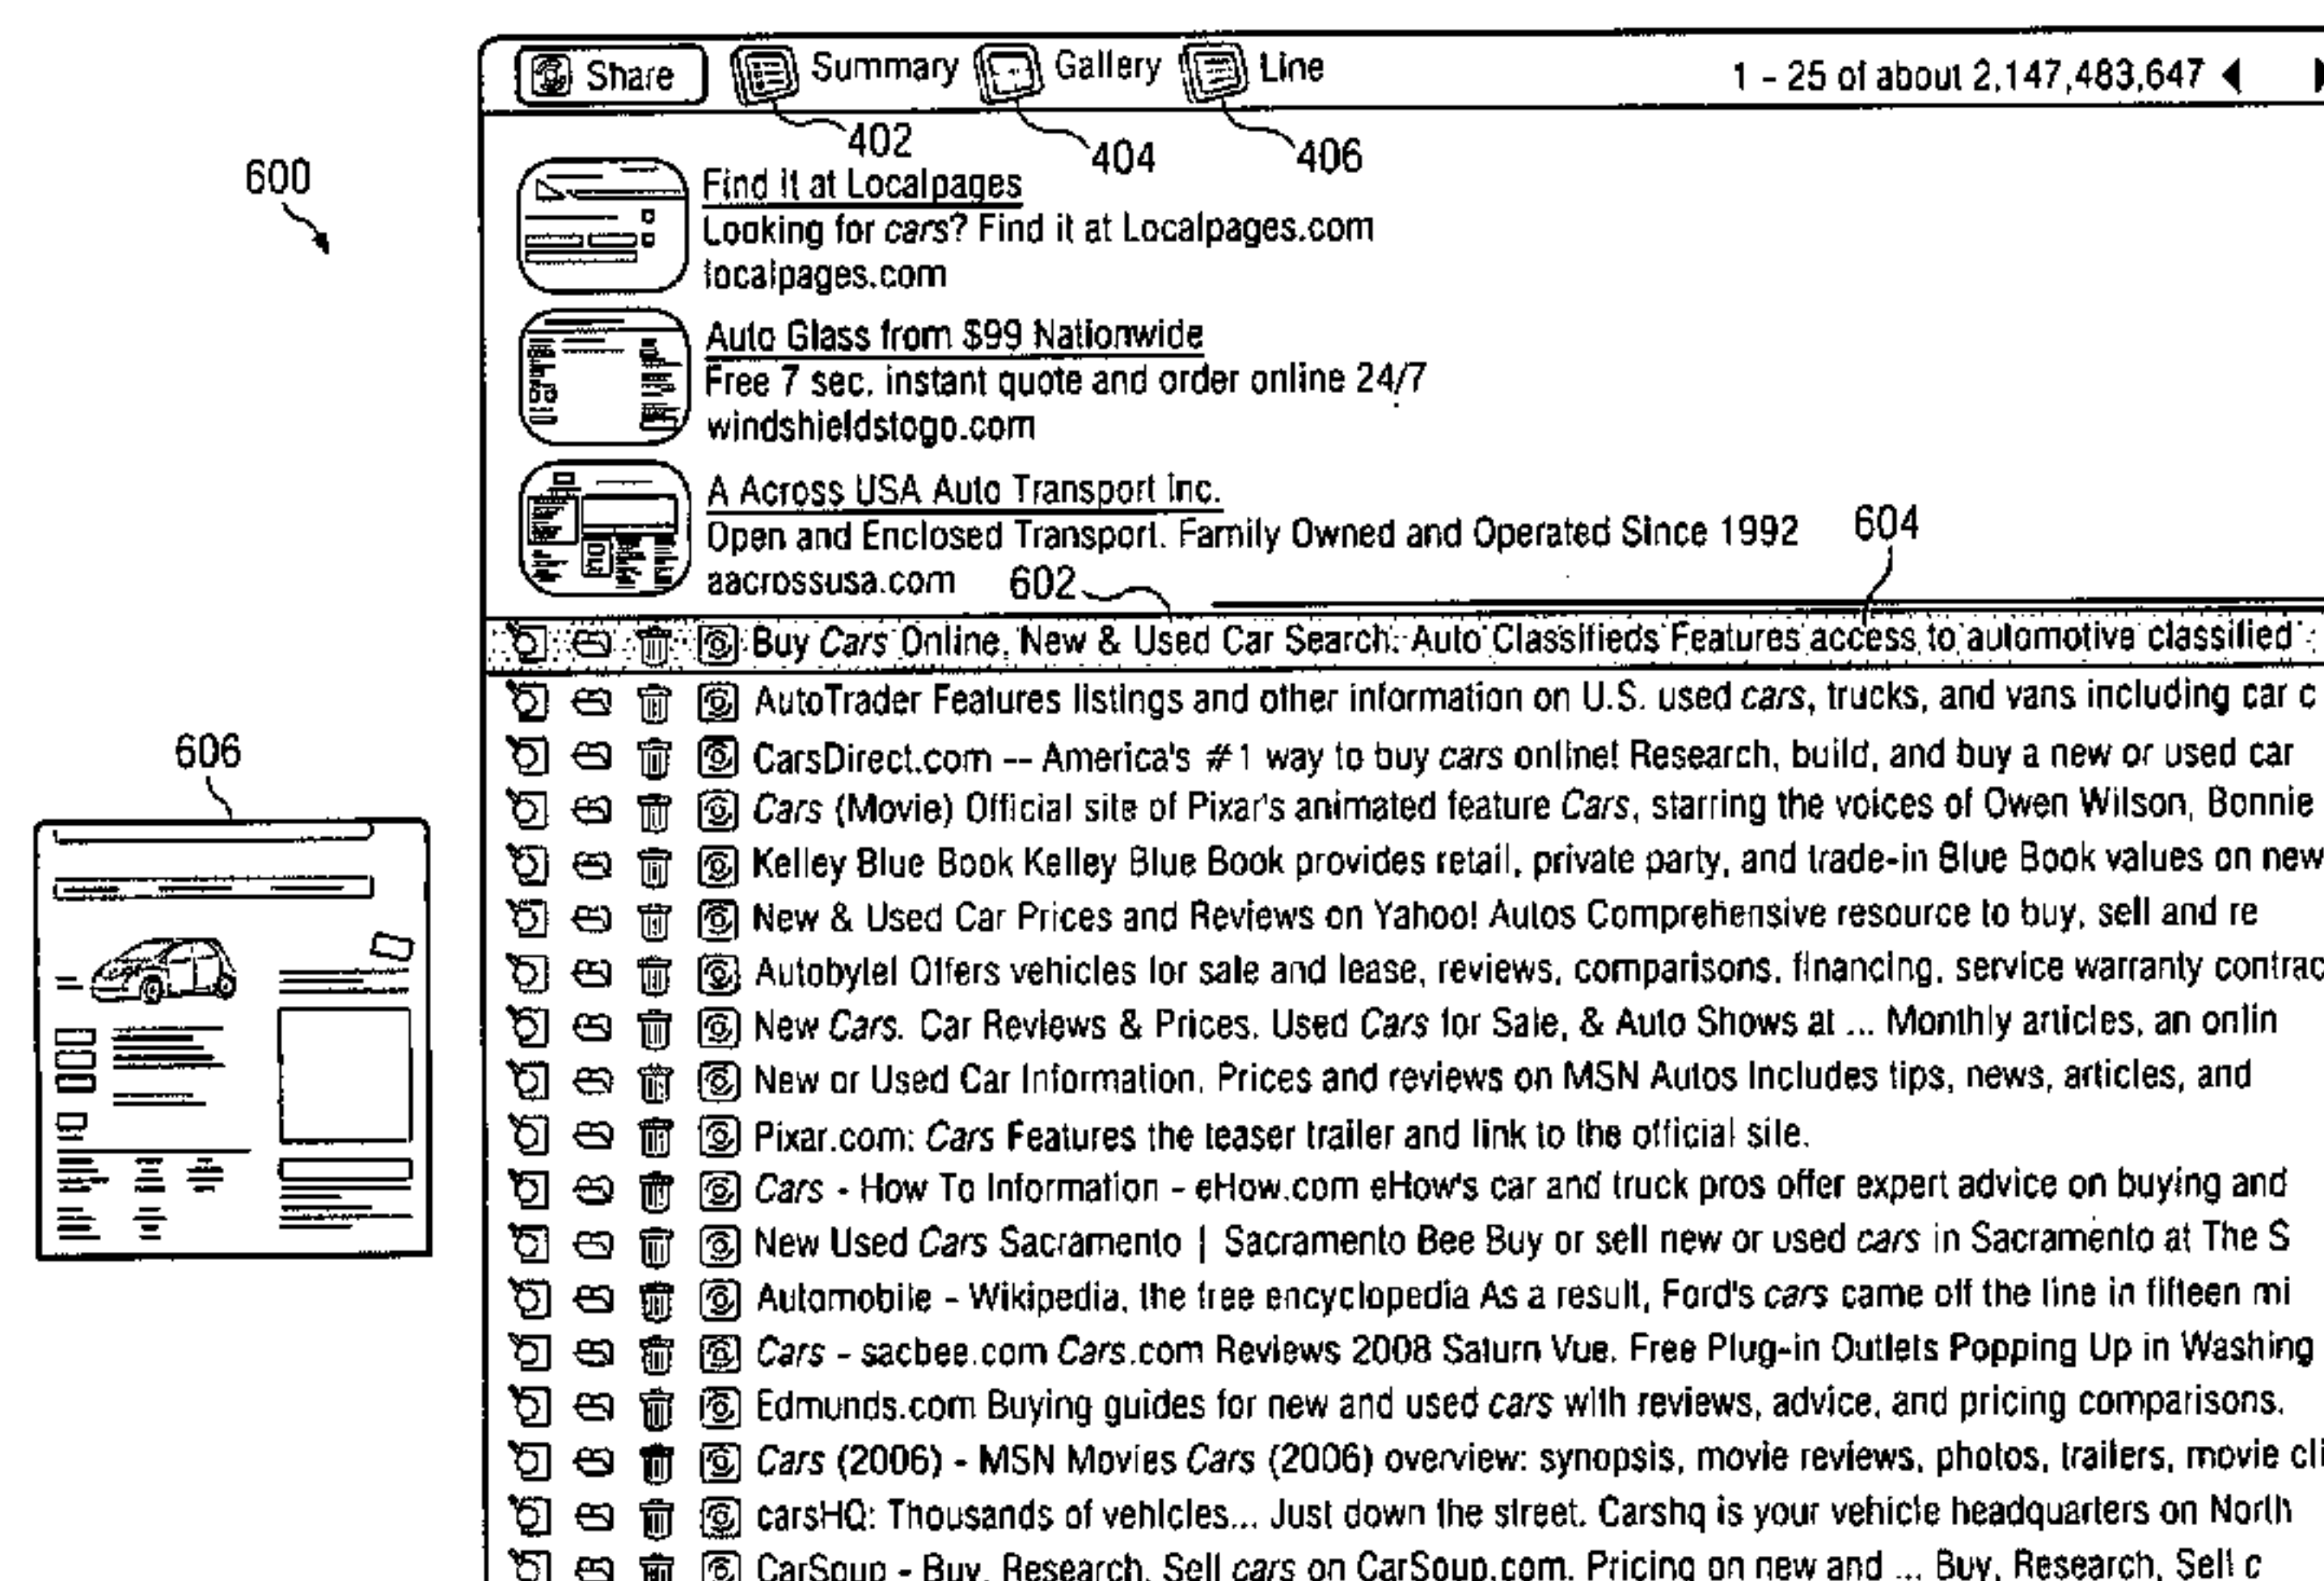 Share Summary Gallery Line 1 - 25 of about 2,147,483,647
402 404 406
600
Find it at Localpages
Looking for cars? Find it at Localpages.com
localpages.com
Auto Glass from $99 Nationwide
Free 7 sec. instant quote and order online 24/7
windshieldstogo.com
A Across USA Auto Transport Inc.
Open and Enclosed Transport. Family Owned and Operated Since 1992
604
aacrossusa.com
602
Buy Cars Online, New & Used Car Search. Auto Classifieds Features access to automotive classified
AutoTrader Features listings and other information on U.S. used cars, trucks, and vans including car c
CarsDirect.com -- America's #1 way to buy cars online! Research, build, and buy a new or used car
606
Cars (Movie) Official site of Pixar's animated feature Cars, starring the voices of Owen Wilson, Bonnie
Kelley Blue Book Kelley Blue Book provides retail, private party, and trade-in Blue Book values on new
New & Used Car Prices and Reviews on Yahoo! Autos Comprehensive resource to buy, sell and re
Autobytel Offers vehicles for sale and lease, reviews, comparisons, financing, service warranty contrac
New Cars. Car Reviews & Prices. Used Cars for Sale, & Auto Shows at ... Monthly articles, an onlin
New or Used Car Information, Prices and reviews on MSN Autos Includes tips, news, articles, and
Pixar.com: Cars Features the teaser trailer and link to the official site.
Cars - How To Information - eHow.com eHow's car and truck pros offer expert advice on buying and
New Used Cars Sacramento | Sacramento Bee Buy or sell new or used cars in Sacramento at The S
Automobile - Wikipedia, the free encyclopedia As a result, Ford's cars came off the line in fifteen mi
Cars - sacbee.com Cars.com Reviews 2008 Saturn Vue. Free Plug-in Outlets Popping Up in Washing
Edmunds.com Buying guides for new and used cars with reviews, advice, and pricing comparisons.
Cars (2006) - MSN Movies Cars (2006) overview: synopsis, movie reviews, photos, trailers, movie cli
carsHQ: Thousands of vehicles... Just down the street. Carshq is your vehicle headquarters on North
CarSoup - Buy, Research, Sell cars on CarSoup.com. Pricing on new and ... Buy, Research, Sell c